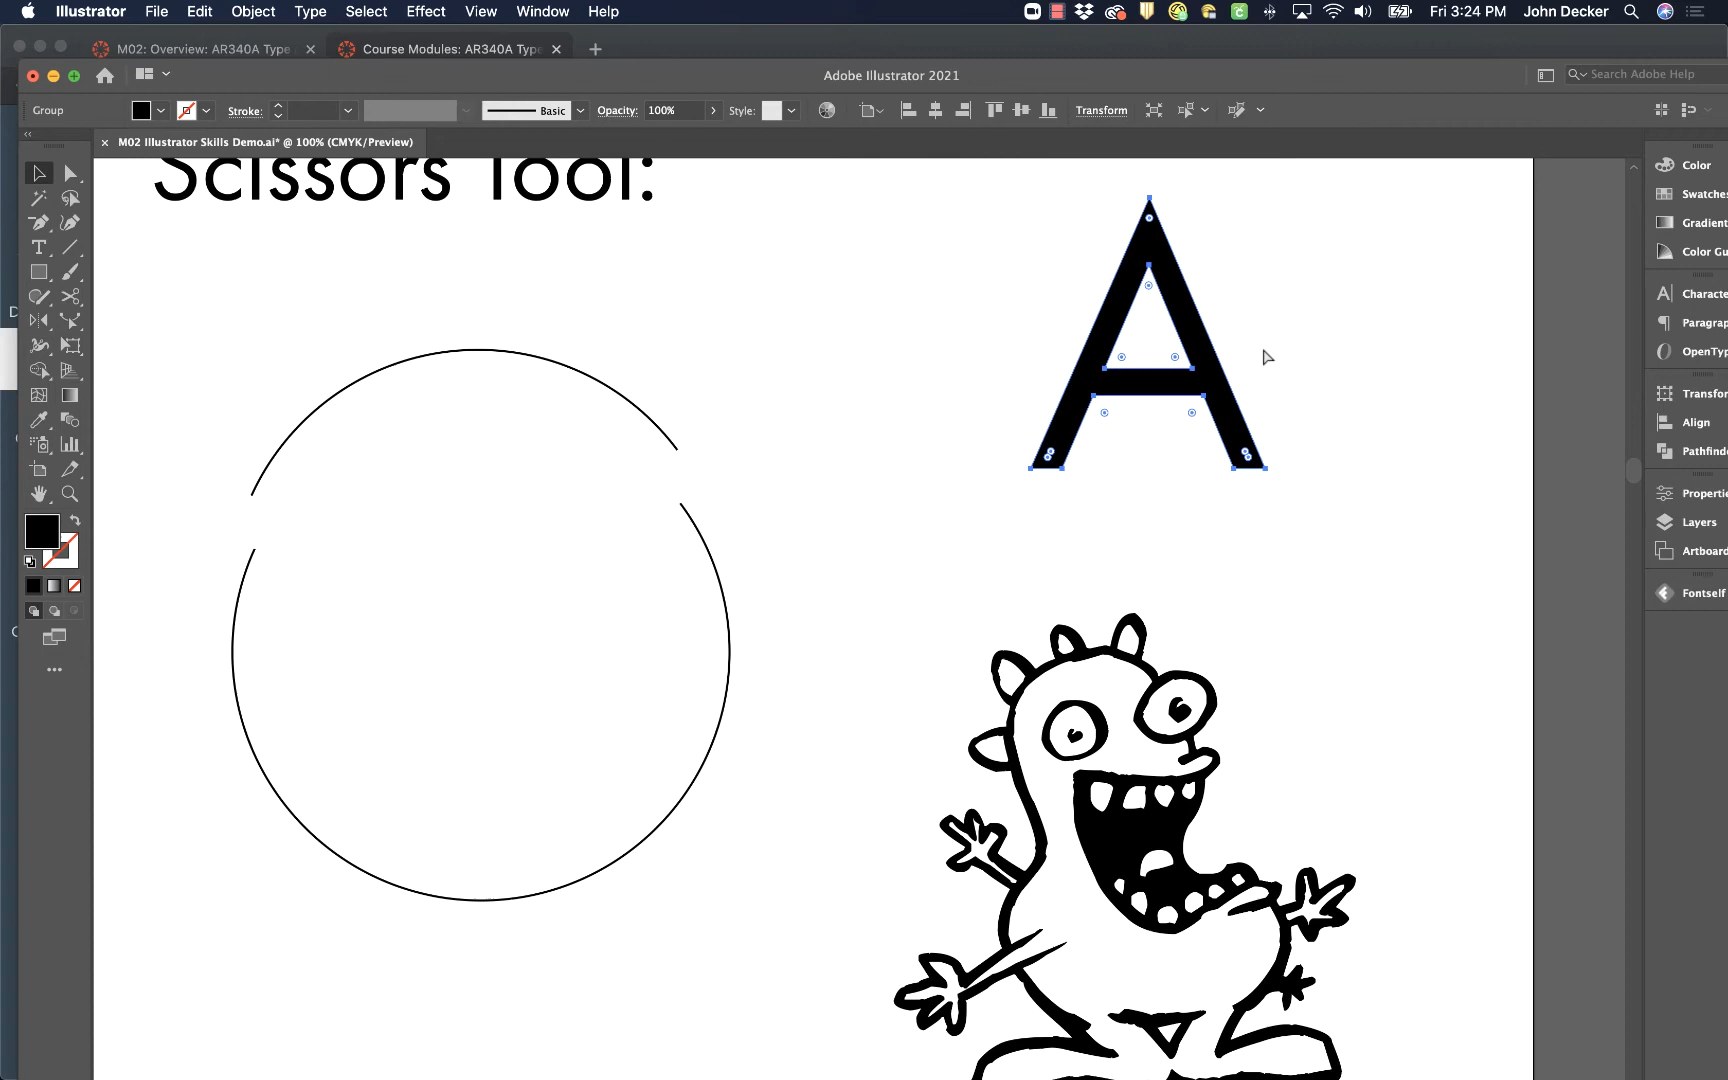 Illustrator File Edit Object Type Select Effect View Window Help Fri 3:24 PM John Decker
M02: Overview: AR340A Type Course Modules: AR340A Type
Adobe Illustrator 2021 Search Adobe Help
Group Stroke: Basic Opacity: 100% Style: Transform
M02 Illustrator Skills Demo.ai* @ 100% (CMYK/Preview)
Scissors Tool:
A
Color
Swatches
Gradient
Color Gu
Characte
Paragrap
OpenTyp
Transfor
Align
Pathfind
Propertie
Layers
Artboard
Fontself